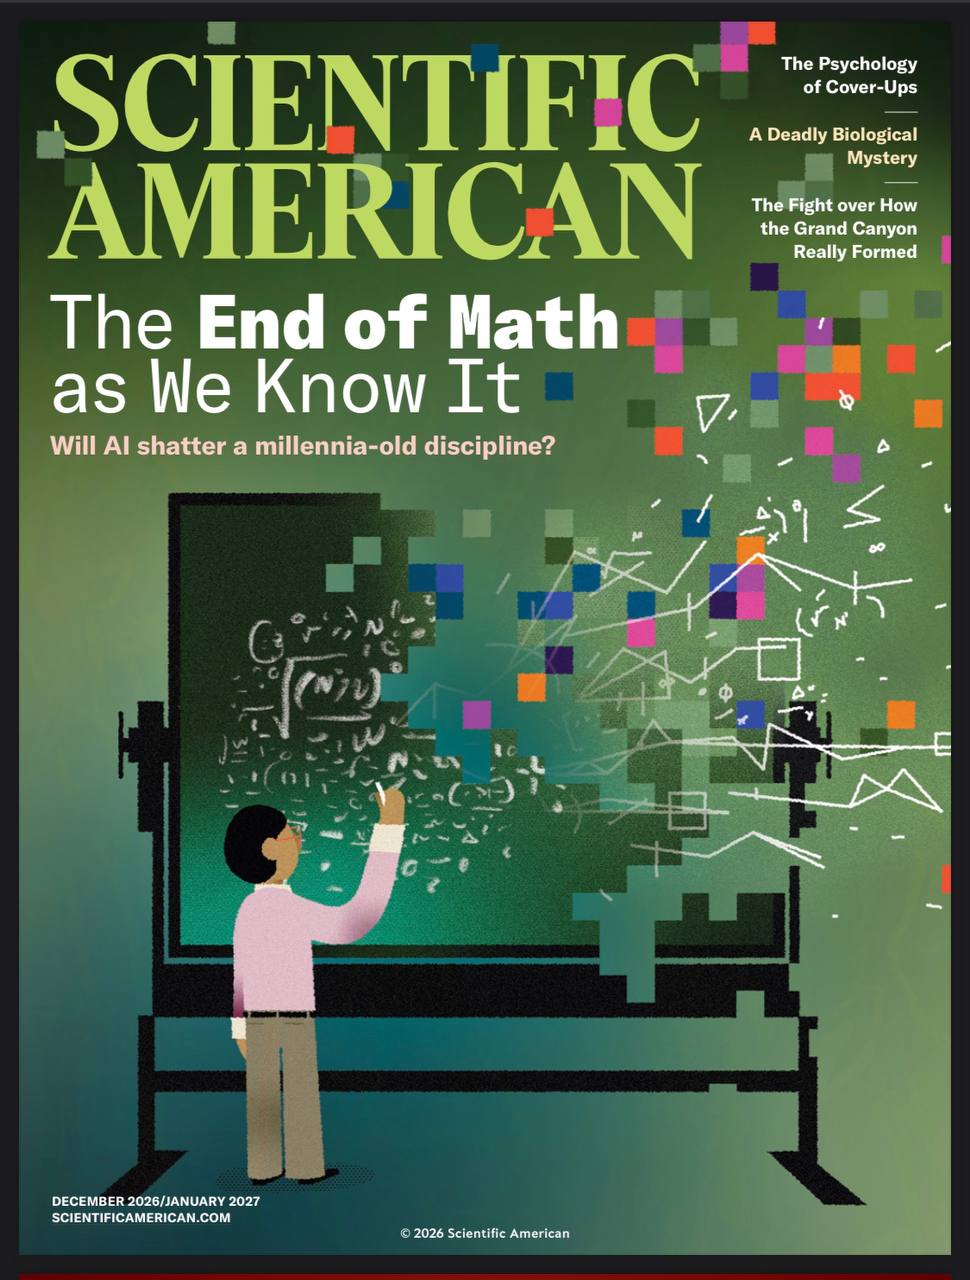 SCIENTIFIC
AMERICAN
The Psychology
of Cover-Ups
A Deadly Biological
Mystery
The Fight over How
the Grand Canyon
Really Formed
The End of Math
as We Know It
Will AI shatter a millennia-old discipline?
DECEMBER 2026/JANUARY 2027
SCIENTIFICAMERICAN.COM
© 2026 Scientific American